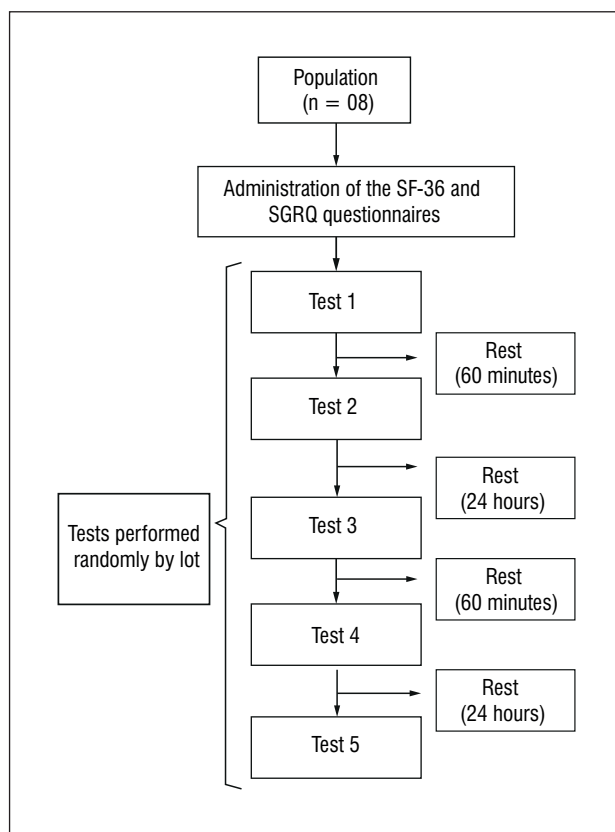 Population
(n = 08)
Administration of the SF-36 and
SGRQ questionnaires
Test 1
Rest
(60 minutes)
Test 2
Rest
(24 hours)
Tests performed
randomly by lot
Test 3
Rest
(60 minutes)
Test 4
Rest
(24 hours)
Test 5